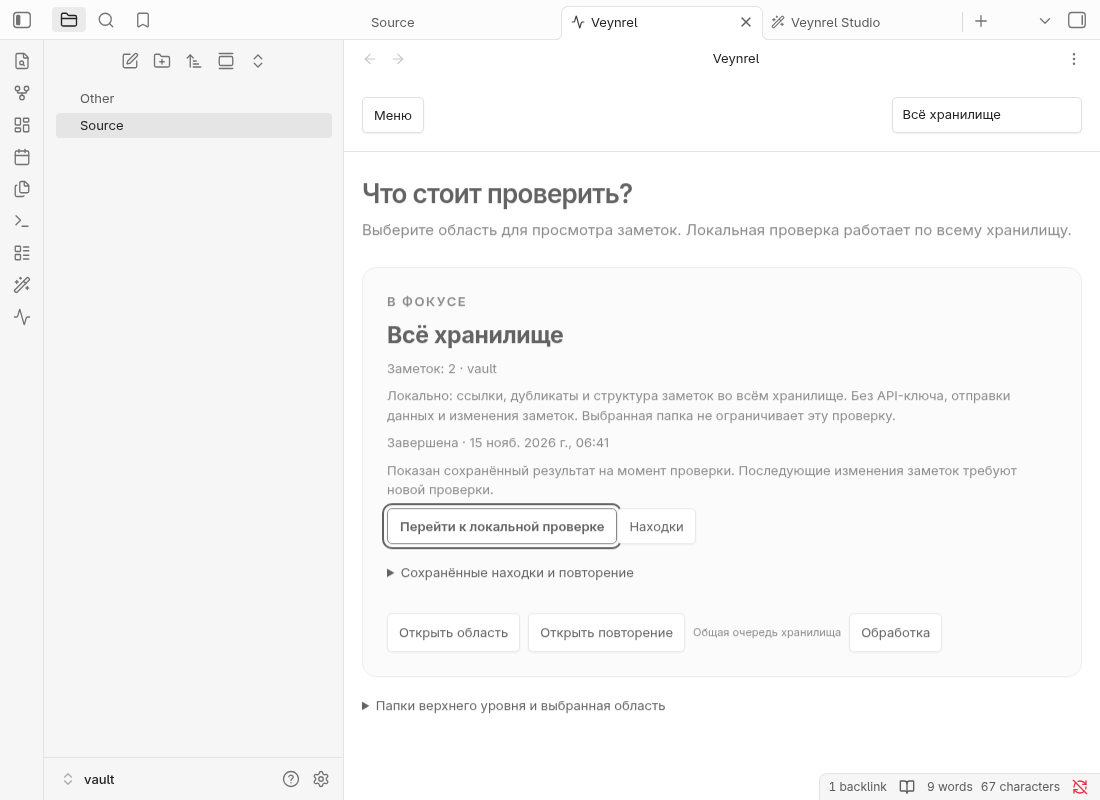 Source
Veynrel
Veynrel Studio
Veynrel
Other
Source
Меню
Всё хранилище
Что стоит проверить?
Выберите область для просмотра заметок. Локальная проверка работает по всему хранилищу.
В ФОКУСЕ
Всё хранилище
Заметок: 2 · vault
Локально: ссылки, дубликаты и структура заметок во всём хранилище. Без API-ключа, отправки
данных и изменения заметок. Выбранная папка не ограничивает эту проверку.
Завершена · 15 нояб. 2026 г., 06:41
Показан сохранённый результат на момент проверки. Последующие изменения заметок требуют
новой проверки.
Перейти к локальной проверке
Находки
Сохранённые находки и повторение
Открыть область
Открыть повторение
Общая очередь хранилища
Обработка
Папки верхнего уровня и выбранная область
vault
1 backlink
9 words
67 characters